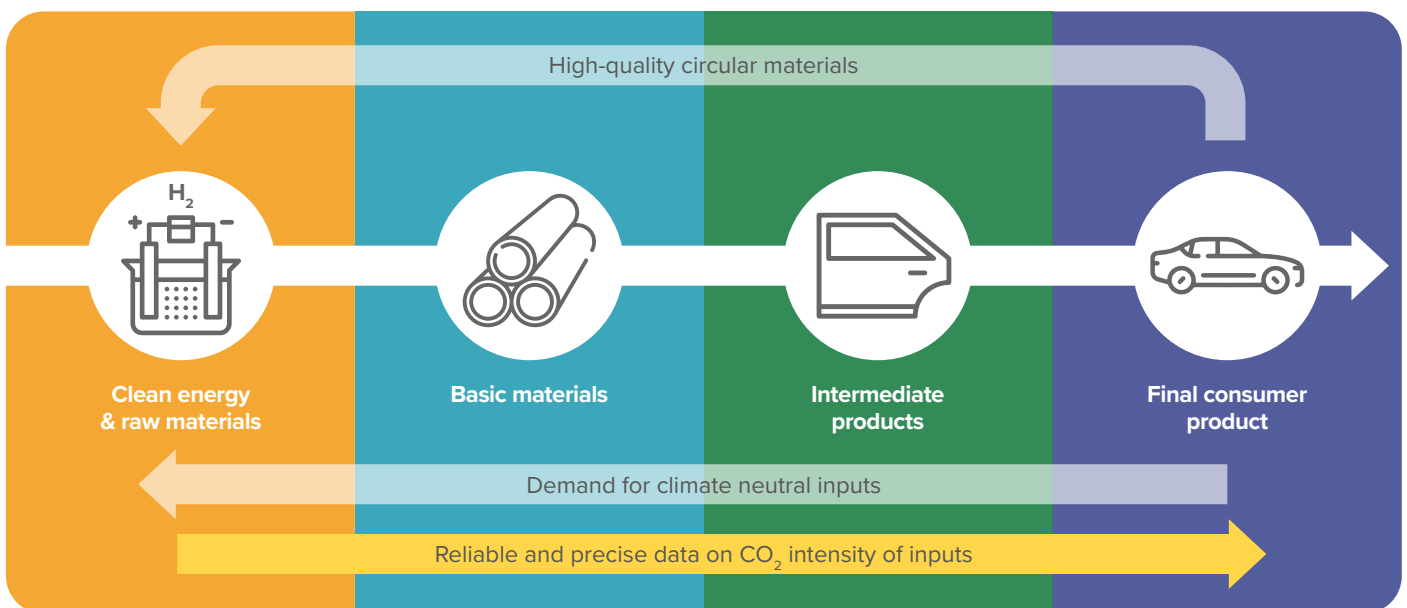 High-quality circular materials
H₂
+ −
Clean energy
& raw materials
Basic materials
Intermediate
products
Final consumer
product
Demand for climate neutral inputs
Reliable and precise data on CO₂ intensity of inputs